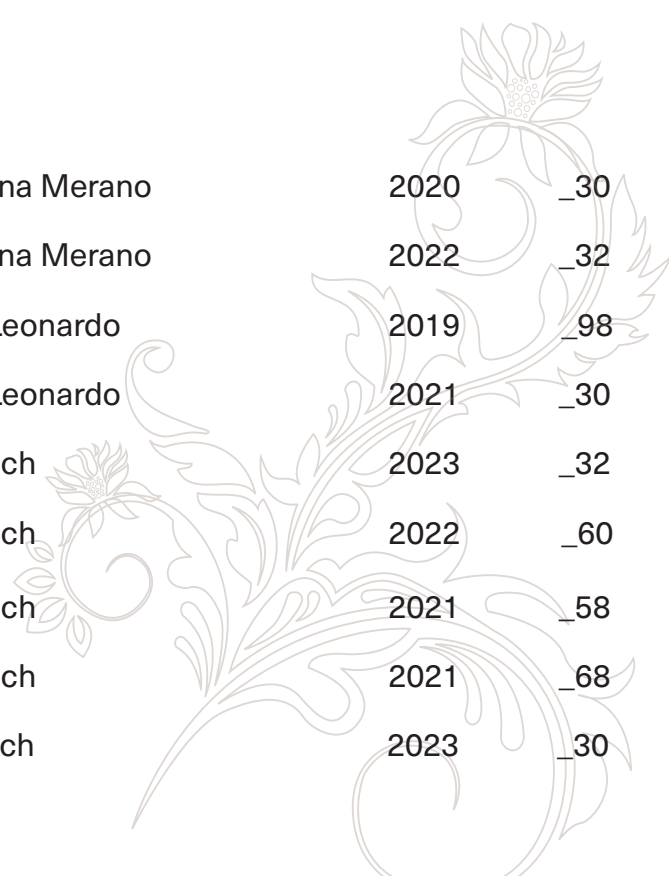 na Merano 2020 _30
na Merano 2022 _32
Leonardo 2019 _98
Leonardo 2021 _30
ch 2023 _32
ch 2022 _60
ch 2021 _58
ch 2021 _68
ch 2023 _30